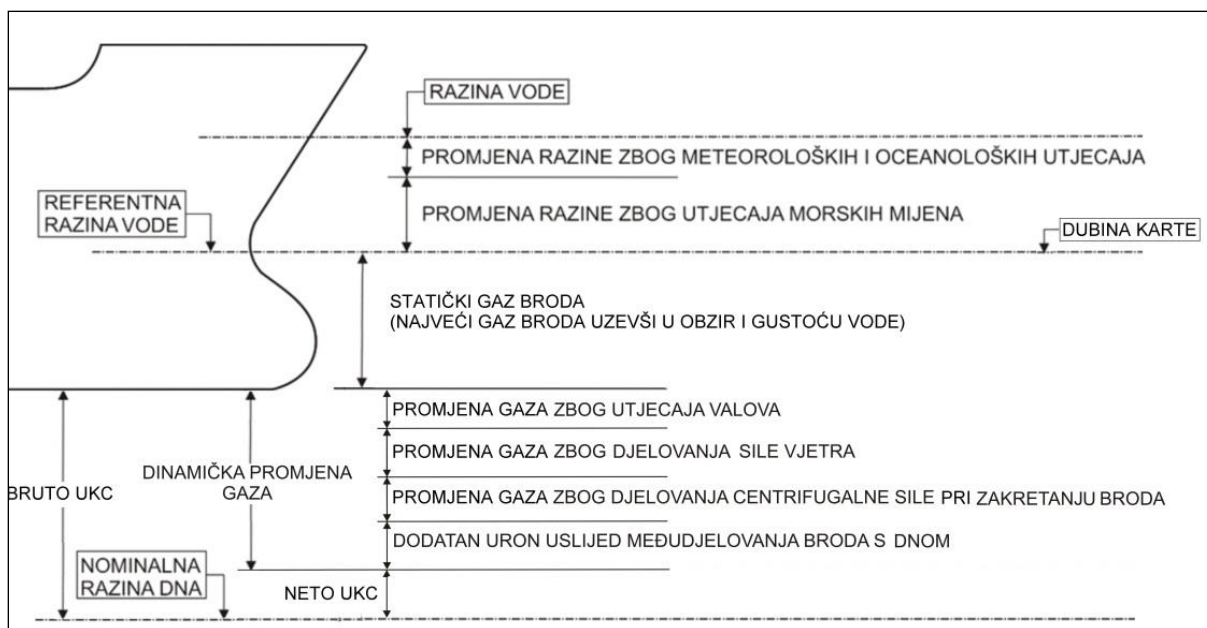 RAZINA VODE
PROMJENA RAZINE ZBOG METEOROLOŠKIH I OCEANOLOŠKIH UTJECAJA
REFERENTNA
RAZINA VODE
PROMJENA RAZINE ZBOG UTJECAJA MORSKIH MIJENA
DUBINA KARTE
STATIČKI GAZ BRODA
(NAJVEĆI GAZ BRODA UZEVŠI U OBZIR I GUSTOĆU VODE)
PROMJENA GAZA ZBOG UTJECAJA VALOVA
PROMJENA GAZA ZBOG DJELOVANJA SILE VJETRA
DINAMIČKA PROMJENA
GAZA
BRUTO UKC
PROMJENA GAZA ZBOG DJELOVANJA CENTRIFUGALNE SILE PRI ZAKRETANJU BRODA
DODATAN URON USLIJED MEĐUDJELOVANJA BRODA S DNOM
NOMINALNA
RAZINA DNA
NETO UKC